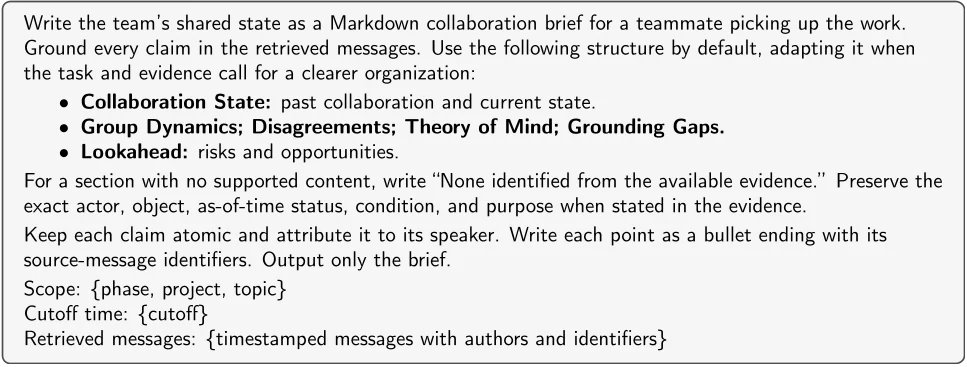 Write the team's shared state as a Markdown collaboration brief for a teammate picking up the work.
Ground every claim in the retrieved messages. Use the following structure by default, adapting it when
the task and evidence call for a clearer organization:
• Collaboration State: past collaboration and current state.
• Group Dynamics; Disagreements; Theory of Mind; Grounding Gaps.
• Lookahead: risks and opportunities.
For a section with no supported content, write “None identified from the available evidence.” Preserve the
exact actor, object, as-of-time status, condition, and purpose when stated in the evidence.
Keep each claim atomic and attribute it to its speaker. Write each point as a bullet ending with its
source-message identifiers. Output only the brief.
Scope: {phase, project, topic}
Cutoff time: {cutoff}
Retrieved messages: {timestamped messages with authors and identifiers}